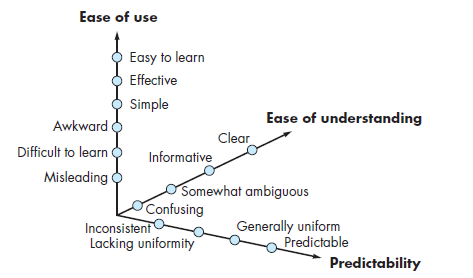 Ease of use
Easy to learn
Effective
Simple
Awkward
Difficult to learn
Misleading
Ease of understanding
Clear
Informative
Somewhat ambiguous
Confusing
Inconsistent
Lacking uniformity
Generally uniform
Predictable
Predictability